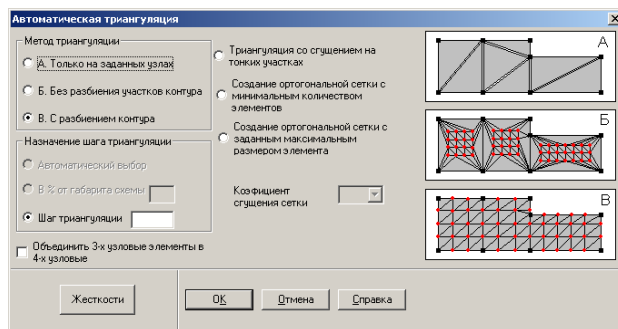 Автоматическая триангуляция
Метод триангуляции
А. Только на заданных узлах
Б. Без разбиения участков контура
В. С разбиением контура
Назначение шага триангуляции
Автоматический выбор
В % от габарита схемы
Шаг триангуляции
Объединить 3-х узловые элементы в
4-х узловые
Триангуляция со сгущением на
тонких участках
Создание ортогональной сетки с
минимальным количеством
элементов
Создание ортогональной сетки с
заданным максимальным
размером элемента
Коэфициент
сгущения сетки
А
Б
В
Жесткости
ОК
Отмена
Справка